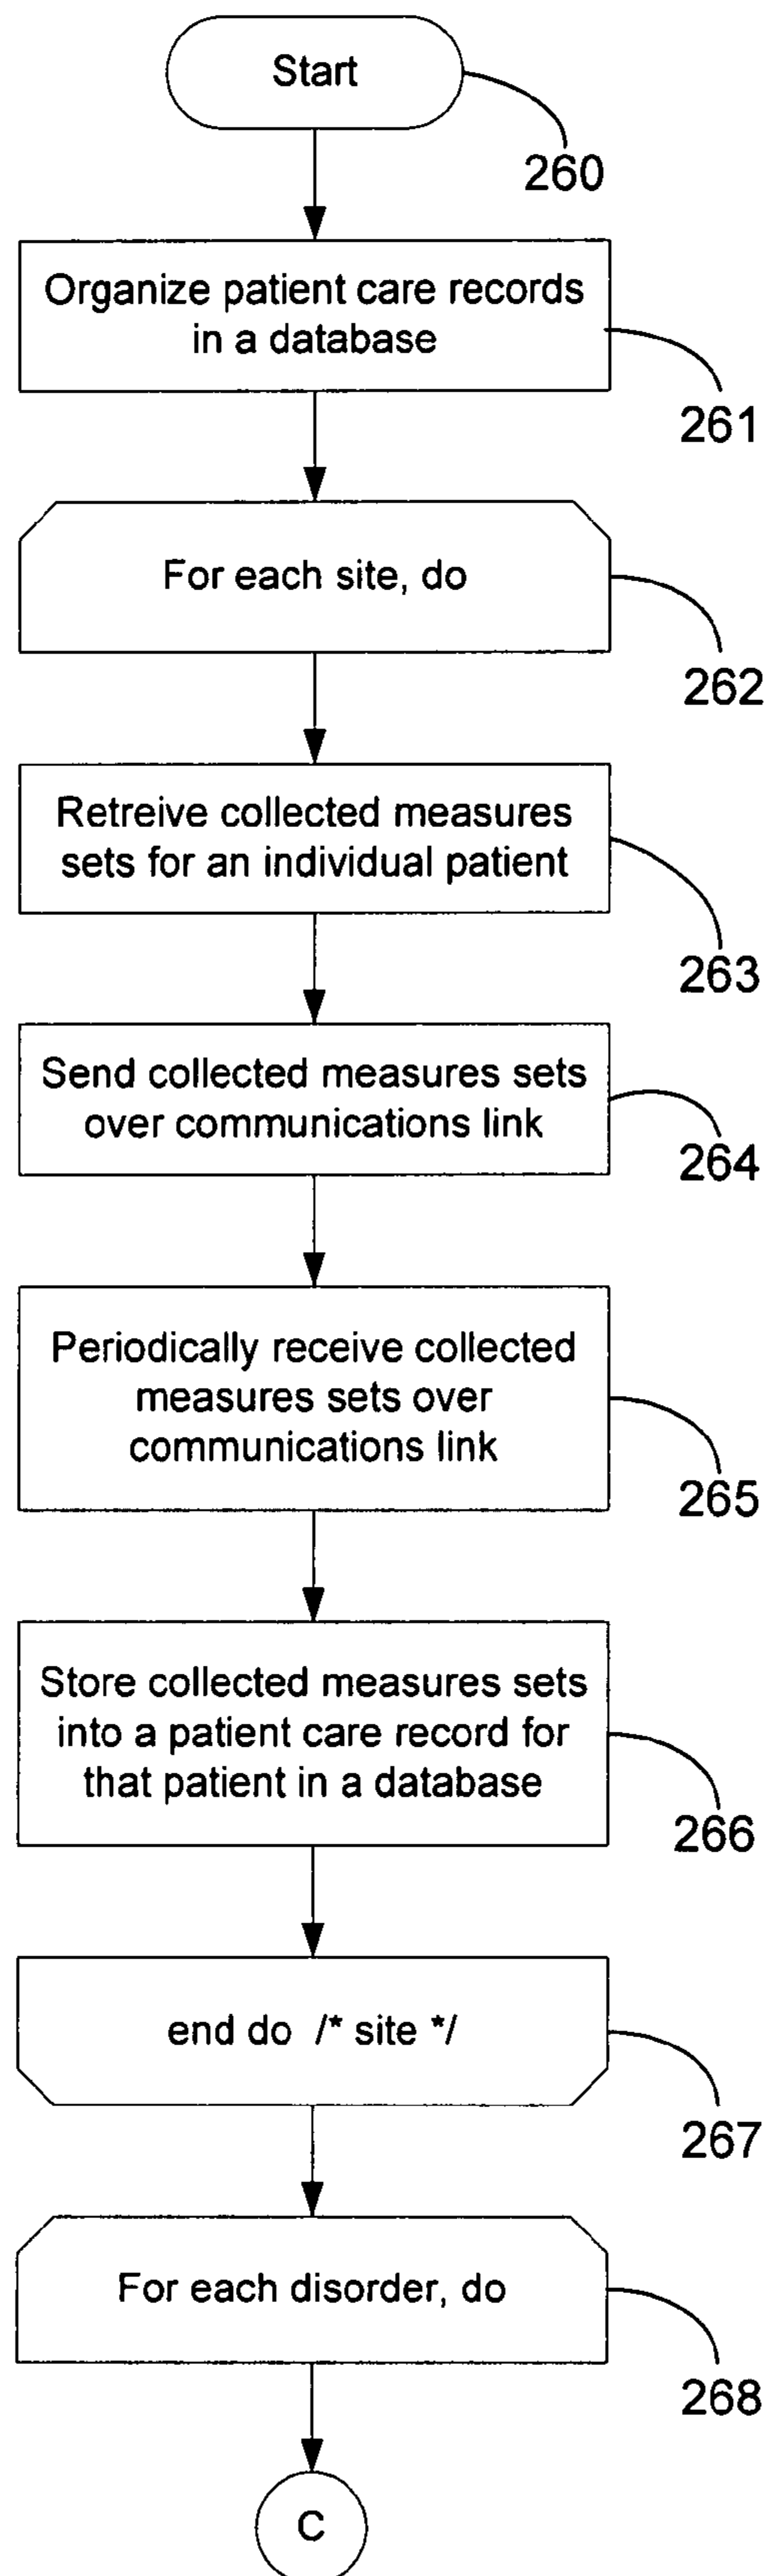 Start
260
Organize patient care records
in a database
261
For each site, do
262
Retreive collected measures
sets for an individual patient
263
Send collected measures sets
over communications link
264
Periodically receive collected
measures sets over
communications link
265
Store collected measures sets
into a patient care record for
that patient in a database
266
end do /* site */
267
For each disorder, do
268
C